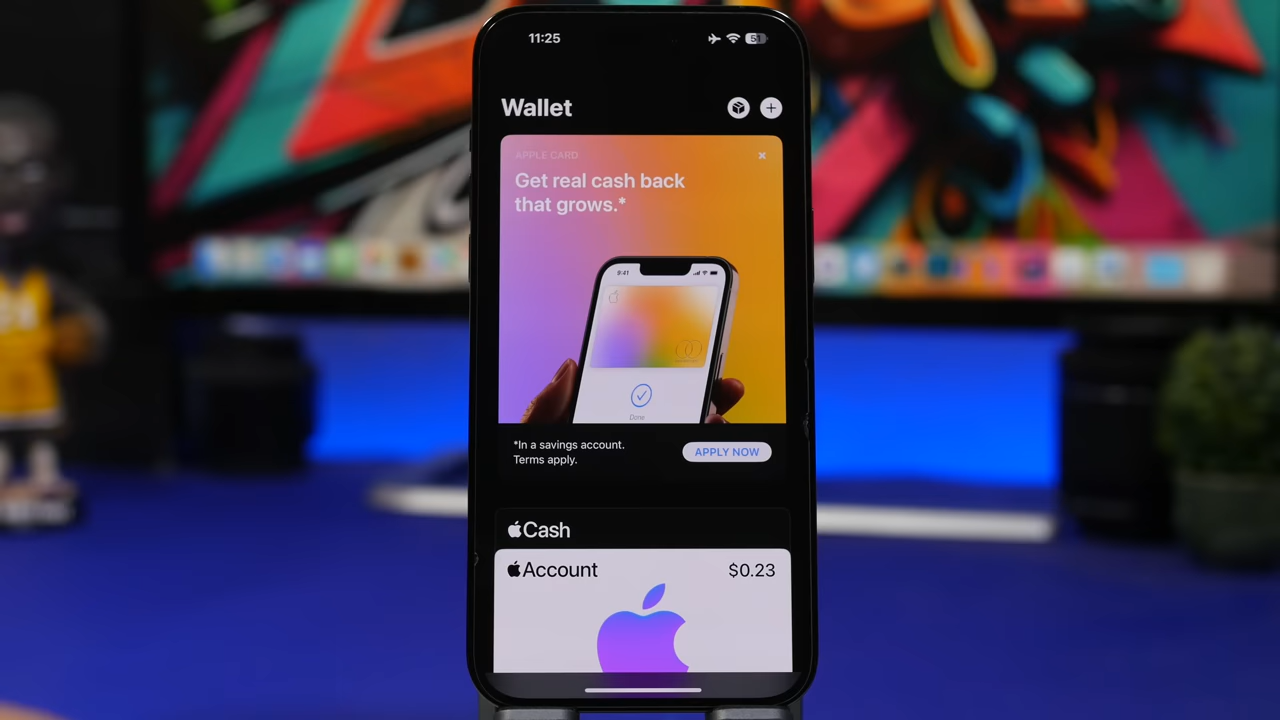 11:25
51
Wallet
APPLE CARD
Get real cash back
that grows.*
9:41
Done
*In a savings account.
Terms apply.
APPLY NOW
Cash
Account
$0.23